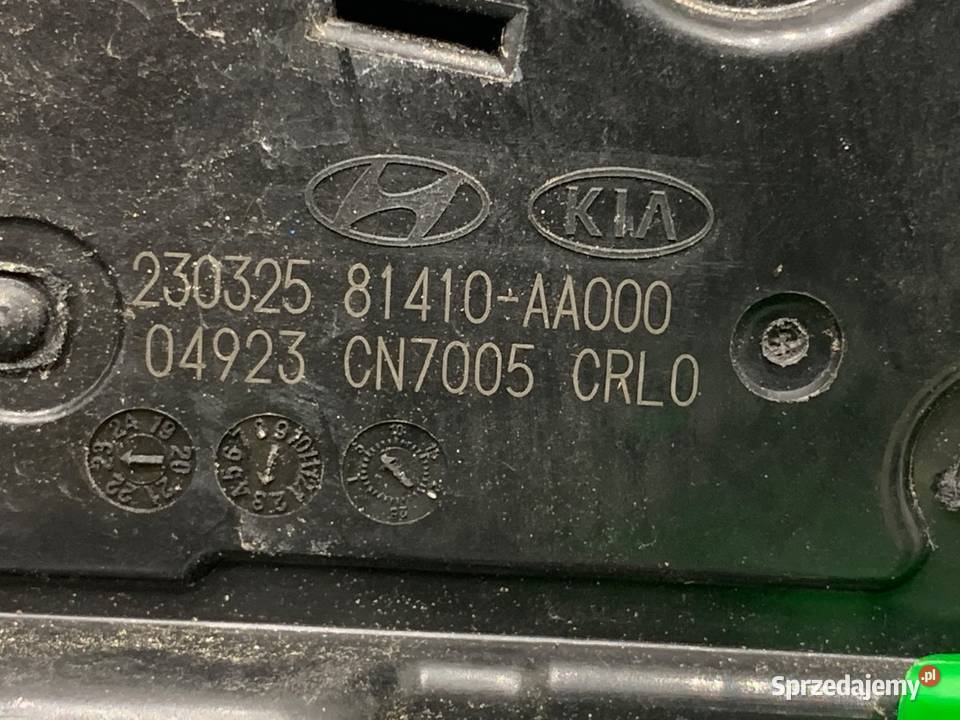 KIA
230325 81410-AA000
04923 CN7005 CRL0
Sprzedajemy.pl